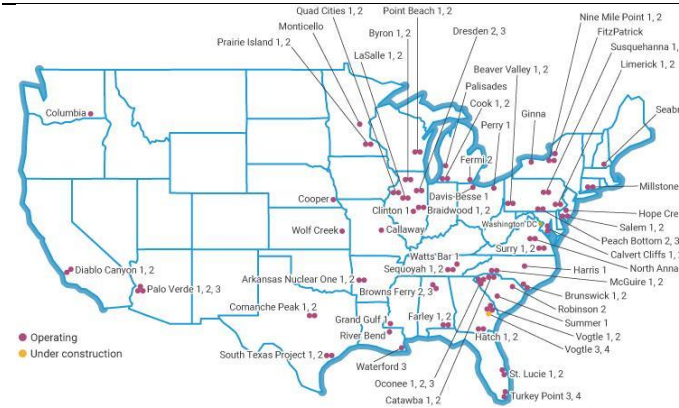 Quad Cities 1, 2
Point Beach 1, 2
Nine Mile Point 1, 2
Monticello
Byron 1, 2
Dresden 2, 3
FitzPatrick
Prairie Island 1, 2
LaSalle 1, 2
Susquehanna 1,
Beaver Valley 1, 2
Limerick 1, 2
Palisades
Cook 1, 2
Ginna
Perry 1
Seabr
Columbia
Fermi 2
Davis-Besse 1
Millstone
Cooper
Clinton 1
Braidwood 1, 2
Hope Cre
Washington DC
Salem 1, 2
Wolf Creek
Callaway
Peach Bottom 2, 3
Surry 1, 2
Calvert Cliffs 1,
Watts Bar 1
North Anna
Diablo Canyon 1, 2
Sequoyah 1, 2
Harris 1
Palo Verde 1, 2, 3
Arkansas Nuclear One 1, 2
McGuire 1, 2
Browns Ferry 2, 3
Brunswick 1, 2
Comanche Peak 1, 2
Robinson 2
Grand Gulf 1
Farley 1, 2
Summer 1
River Bend
Hatch 1, 2
Vogtle 1, 2
Vogtle 3, 4
Operating
Under construction
South Texas Project 1, 2
Waterford 3
Oconee 1, 2, 3
St. Lucie 1, 2
Catawba 1, 2
Turkey Point 3, 4